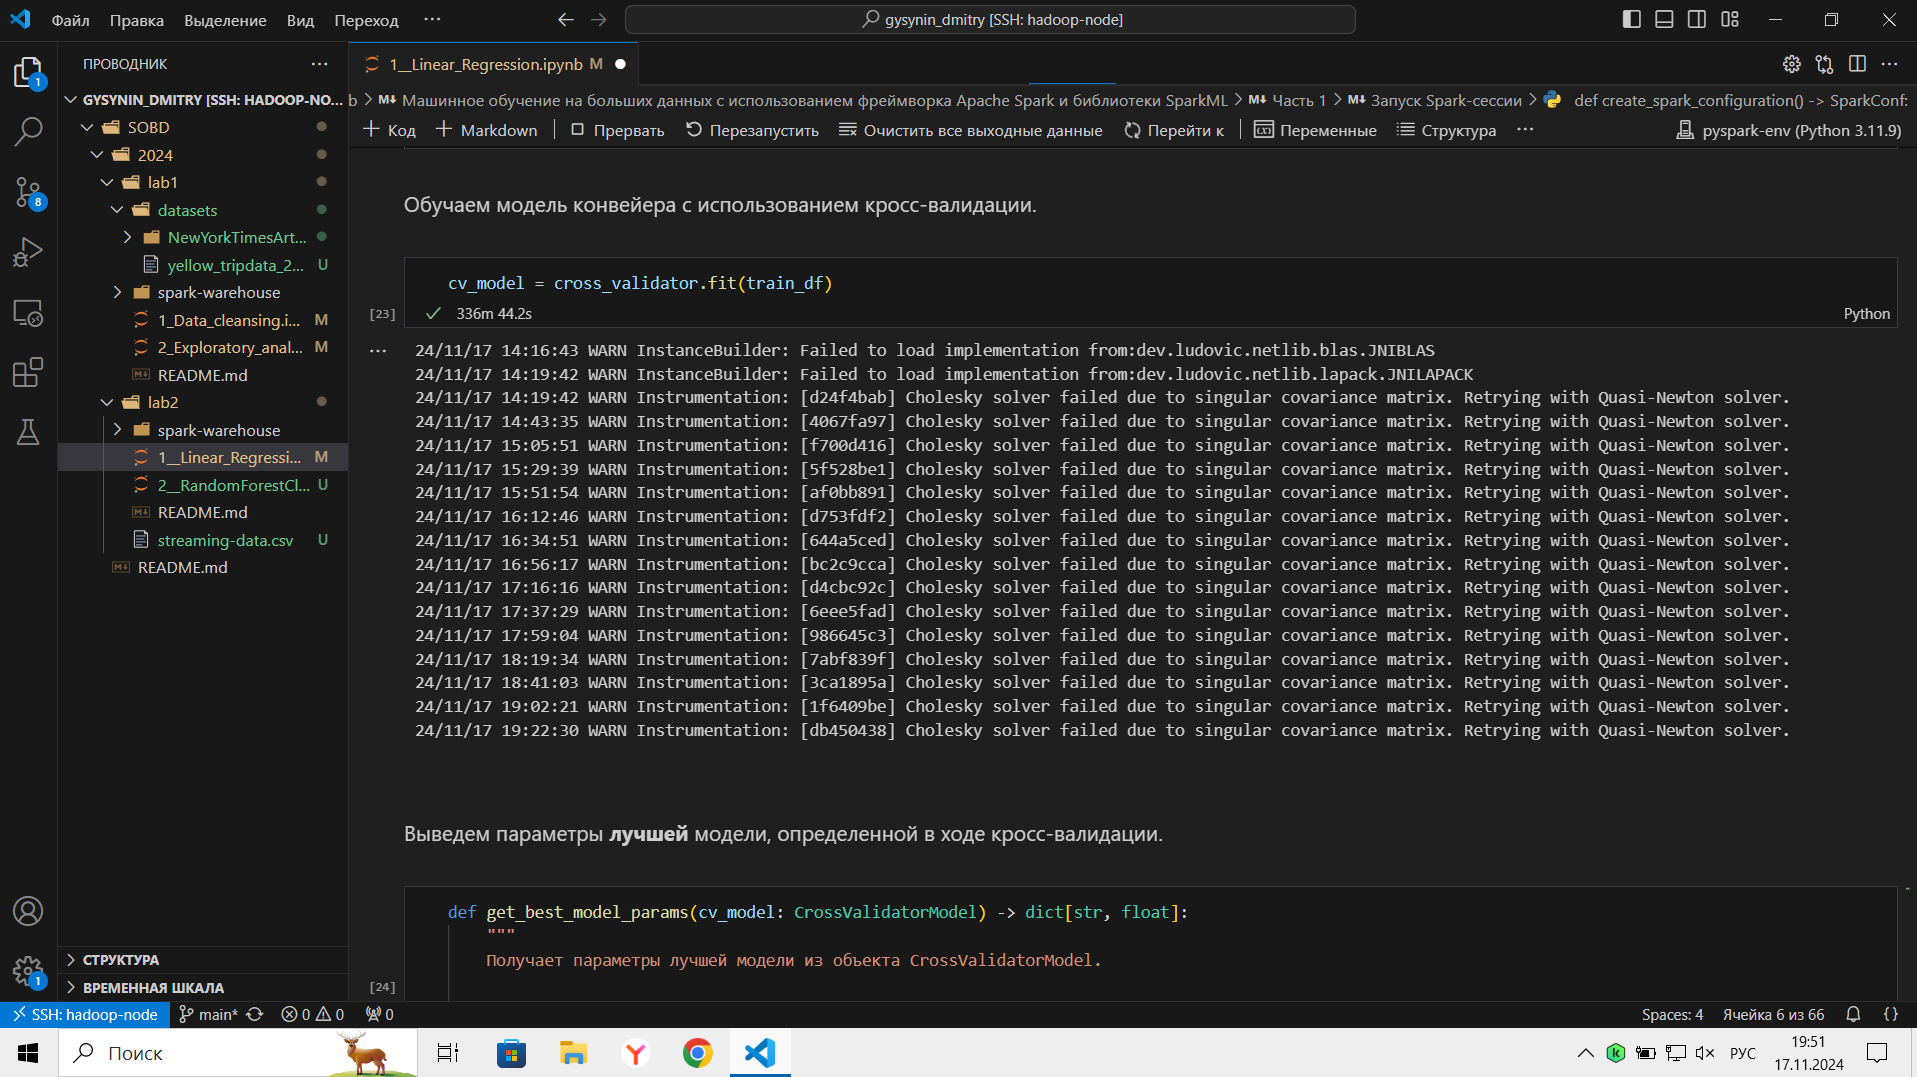 Файл Правка Выделение Вид Переход ··· gysynin_dmitry [SSH: hadoop-node]
ПРОВОДНИК ···
1__Linear_Regression.ipynb M
GYSYNIN_DMITRY [SSH: HADOOP-NO...
b > M↓ Машинное обучение на больших данных с использованием фреймворка Apache Spark и библиотеки SparkML > M↓ Часть 1 > M↓ Запуск Spark-сессии > def create_spark_configuration() -> SparkConf:
Код Markdown Прервать Перезапустить Очистить все выходные данные Перейти к Переменные Структура ··· pyspark-env (Python 3.11.9)
SOBD
2024
lab1
datasets
NewYorkTimesArt...
yellow_tripdata_2... U
spark-warehouse
1_Data_cleansing.i... M
2_Exploratory_anal... M
README.md
lab2
spark-warehouse
1__Linear_Regressi... M
2__RandomForestCl... U
README.md
streaming-data.csv U
README.md
СТРУКТУРА
ВРЕМЕННАЯ ШКАЛА
1
8
1
Обучаем модель конвейера с использованием кросс-валидации.
cv_model = cross_validator.fit(train_df)
[23] 336m 44.2s Python
24/11/17 14:16:43 WARN InstanceBuilder: Failed to load implementation from:dev.ludovic.netlib.blas.JNIBLAS
24/11/17 14:19:42 WARN InstanceBuilder: Failed to load implementation from:dev.ludovic.netlib.lapack.JNILAPACK
24/11/17 14:19:42 WARN Instrumentation: [d24f4bab] Cholesky solver failed due to singular covariance matrix. Retrying with Quasi-Newton solver.
24/11/17 14:43:35 WARN Instrumentation: [4067fa97] Cholesky solver failed due to singular covariance matrix. Retrying with Quasi-Newton solver.
24/11/17 15:05:51 WARN Instrumentation: [f700d416] Cholesky solver failed due to singular covariance matrix. Retrying with Quasi-Newton solver.
24/11/17 15:29:39 WARN Instrumentation: [5f528be1] Cholesky solver failed due to singular covariance matrix. Retrying with Quasi-Newton solver.
24/11/17 15:51:54 WARN Instrumentation: [af0bb891] Cholesky solver failed due to singular covariance matrix. Retrying with Quasi-Newton solver.
24/11/17 16:12:46 WARN Instrumentation: [d753fdf2] Cholesky solver failed due to singular covariance matrix. Retrying with Quasi-Newton solver.
24/11/17 16:34:51 WARN Instrumentation: [644a5ced] Cholesky solver failed due to singular covariance matrix. Retrying with Quasi-Newton solver.
24/11/17 16:56:17 WARN Instrumentation: [bc2c9cca] Cholesky solver failed due to singular covariance matrix. Retrying with Quasi-Newton solver.
24/11/17 17:16:16 WARN Instrumentation: [d4cbc92c] Cholesky solver failed due to singular covariance matrix. Retrying with Quasi-Newton solver.
24/11/17 17:37:29 WARN Instrumentation: [6eee5fad] Cholesky solver failed due to singular covariance matrix. Retrying with Quasi-Newton solver.
24/11/17 17:59:04 WARN Instrumentation: [986645c3] Cholesky solver failed due to singular covariance matrix. Retrying with Quasi-Newton solver.
24/11/17 18:19:34 WARN Instrumentation: [7abf839f] Cholesky solver failed due to singular covariance matrix. Retrying with Quasi-Newton solver.
24/11/17 18:41:03 WARN Instrumentation: [3ca1895a] Cholesky solver failed due to singular covariance matrix. Retrying with Quasi-Newton solver.
24/11/17 19:02:21 WARN Instrumentation: [1f6409be] Cholesky solver failed due to singular covariance matrix. Retrying with Quasi-Newton solver.
24/11/17 19:22:30 WARN Instrumentation: [db450438] Cholesky solver failed due to singular covariance matrix. Retrying with Quasi-Newton solver.
Выведем параметры лучшей модели, определенной в ходе кросс-валидации.
def get_best_model_params(cv_model: CrossValidatorModel) -> dict[str, float]:
"""
Получает параметры лучшей модели из объекта CrossValidatorModel.
[24]
SSH: hadoop-node main* 0 0 0 Spaces: 4 Ячейка 6 из 66 {}
Поиск РУС 19:51
17.11.2024